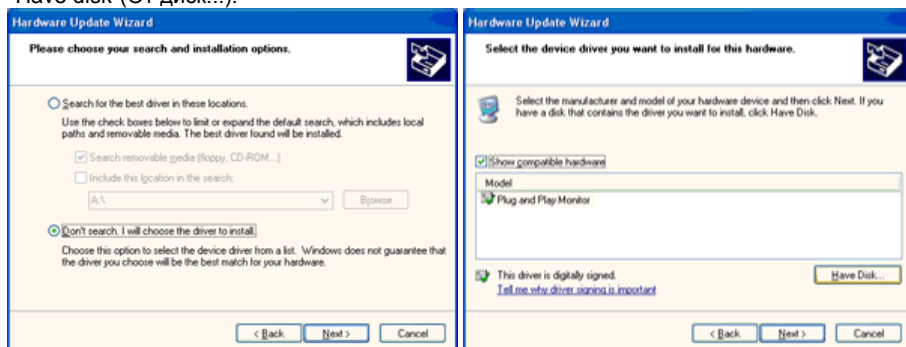 "Have disk"(От диск...).
Hardware Update Wizard
Please choose your search and installation options.
Search for the best driver in these locations.
Use the check boxes below to limit or expand the default search, which includes local
paths and removable media. The best driver found will be installed.
Search removable media (floppy, CD-ROM...)
Include this location in the search:
A:\
Browse
Don't search. I will choose the driver to install.
Choose this option to select the device driver from a list. Windows does not guarantee that
the driver you choose will be the best match for your hardware.
< Back
Next >
Cancel
Hardware Update Wizard
Select the device driver you want to install for this hardware.
Select the manufacturer and model of your hardware device and then click Next. If you
have a disk that contains the driver you want to install, click Have Disk.
Show compatible hardware
Model
Plug and Play Monitor
This driver is digitally signed.
Tell me why driver signing is important
Have Disk...
< Back
Next >
Cancel